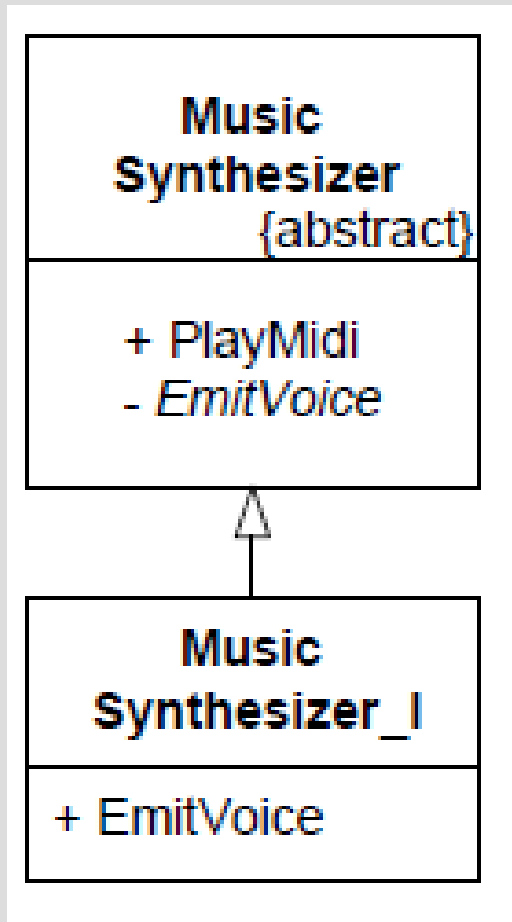 Music
Synthesizer
{abstract}
+ PlayMidi
- EmitVoice
Music
Synthesizer_I
+ EmitVoice